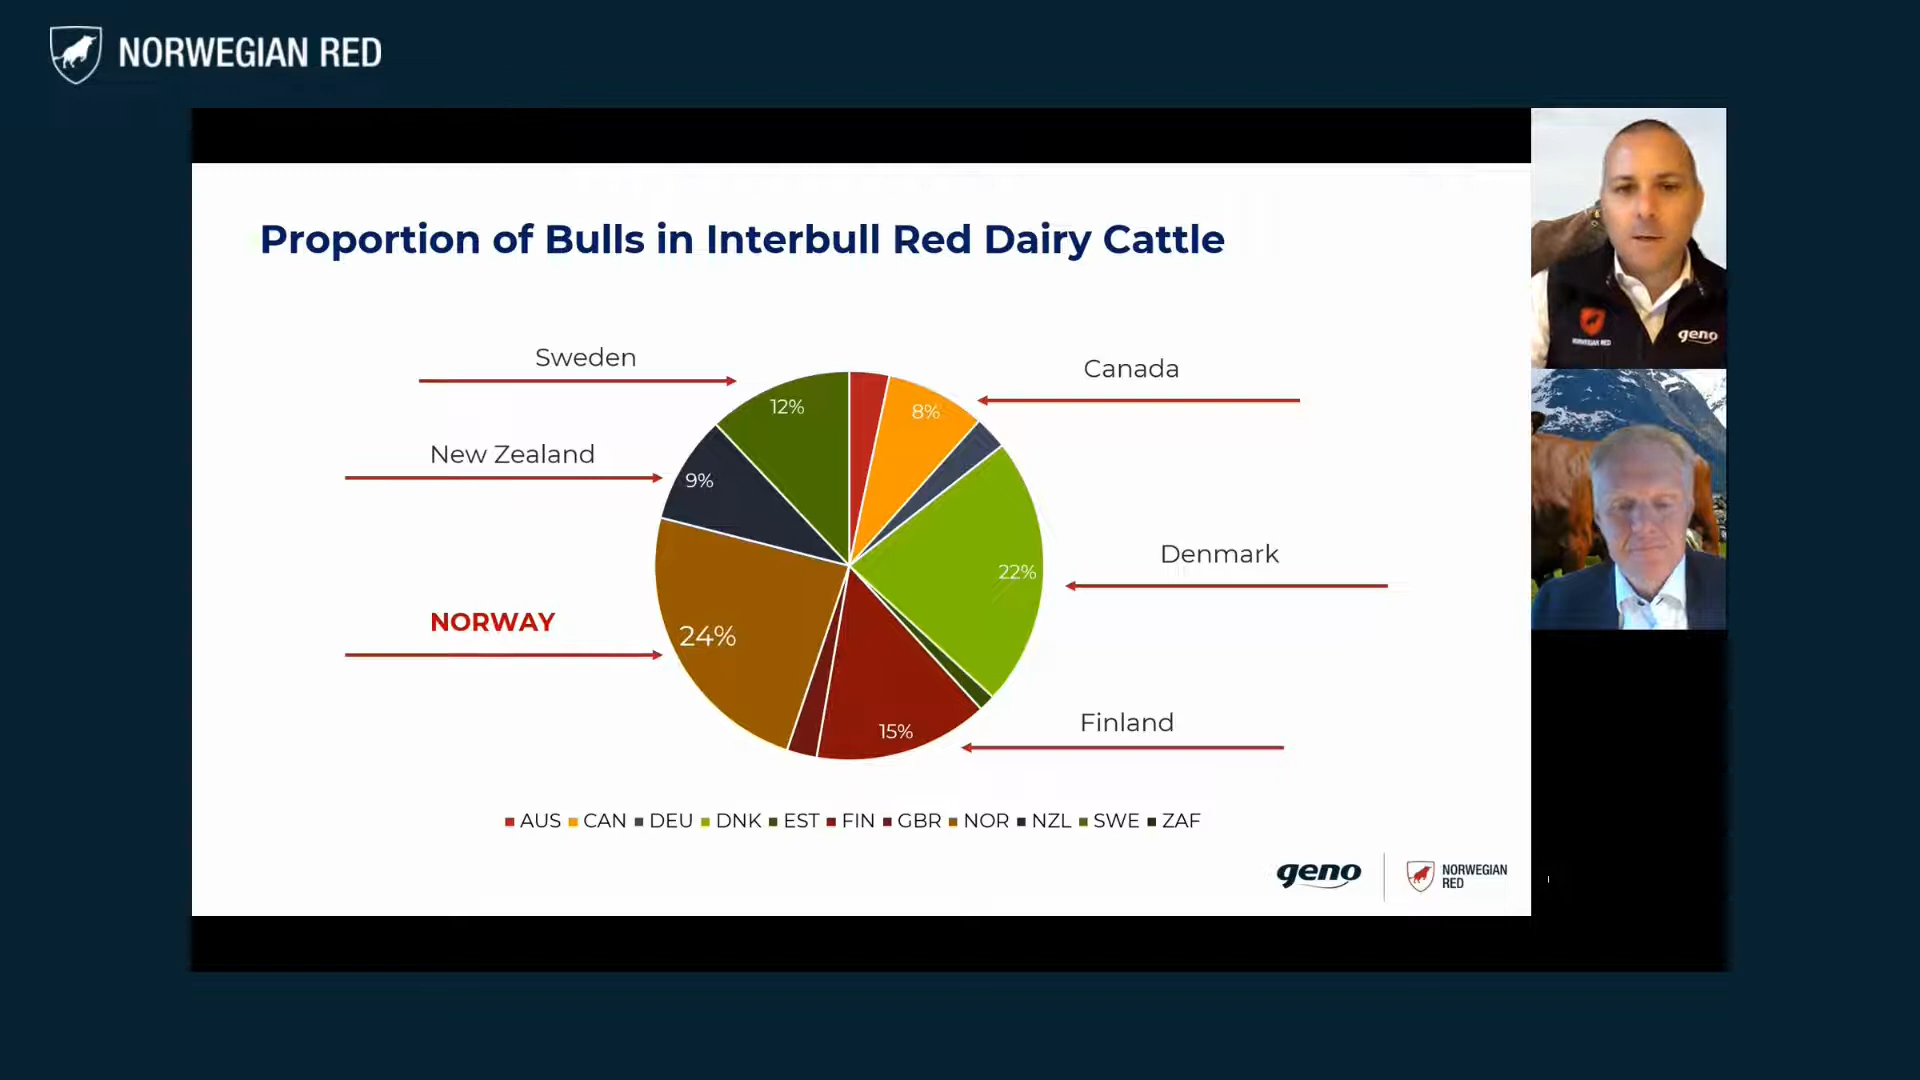 NORWEGIAN RED
Proportion of Bulls in Interbull Red Dairy Cattle
Sweden
Canada
12%
8%
New Zealand
9%
Denmark
22%
NORWAY
24%
Finland
15%
AUS CAN DEU DNK EST FIN GBR NOR NZL SWE ZAF
geno
NORWEGIAN
RED
NORWEGIAN RED
geno